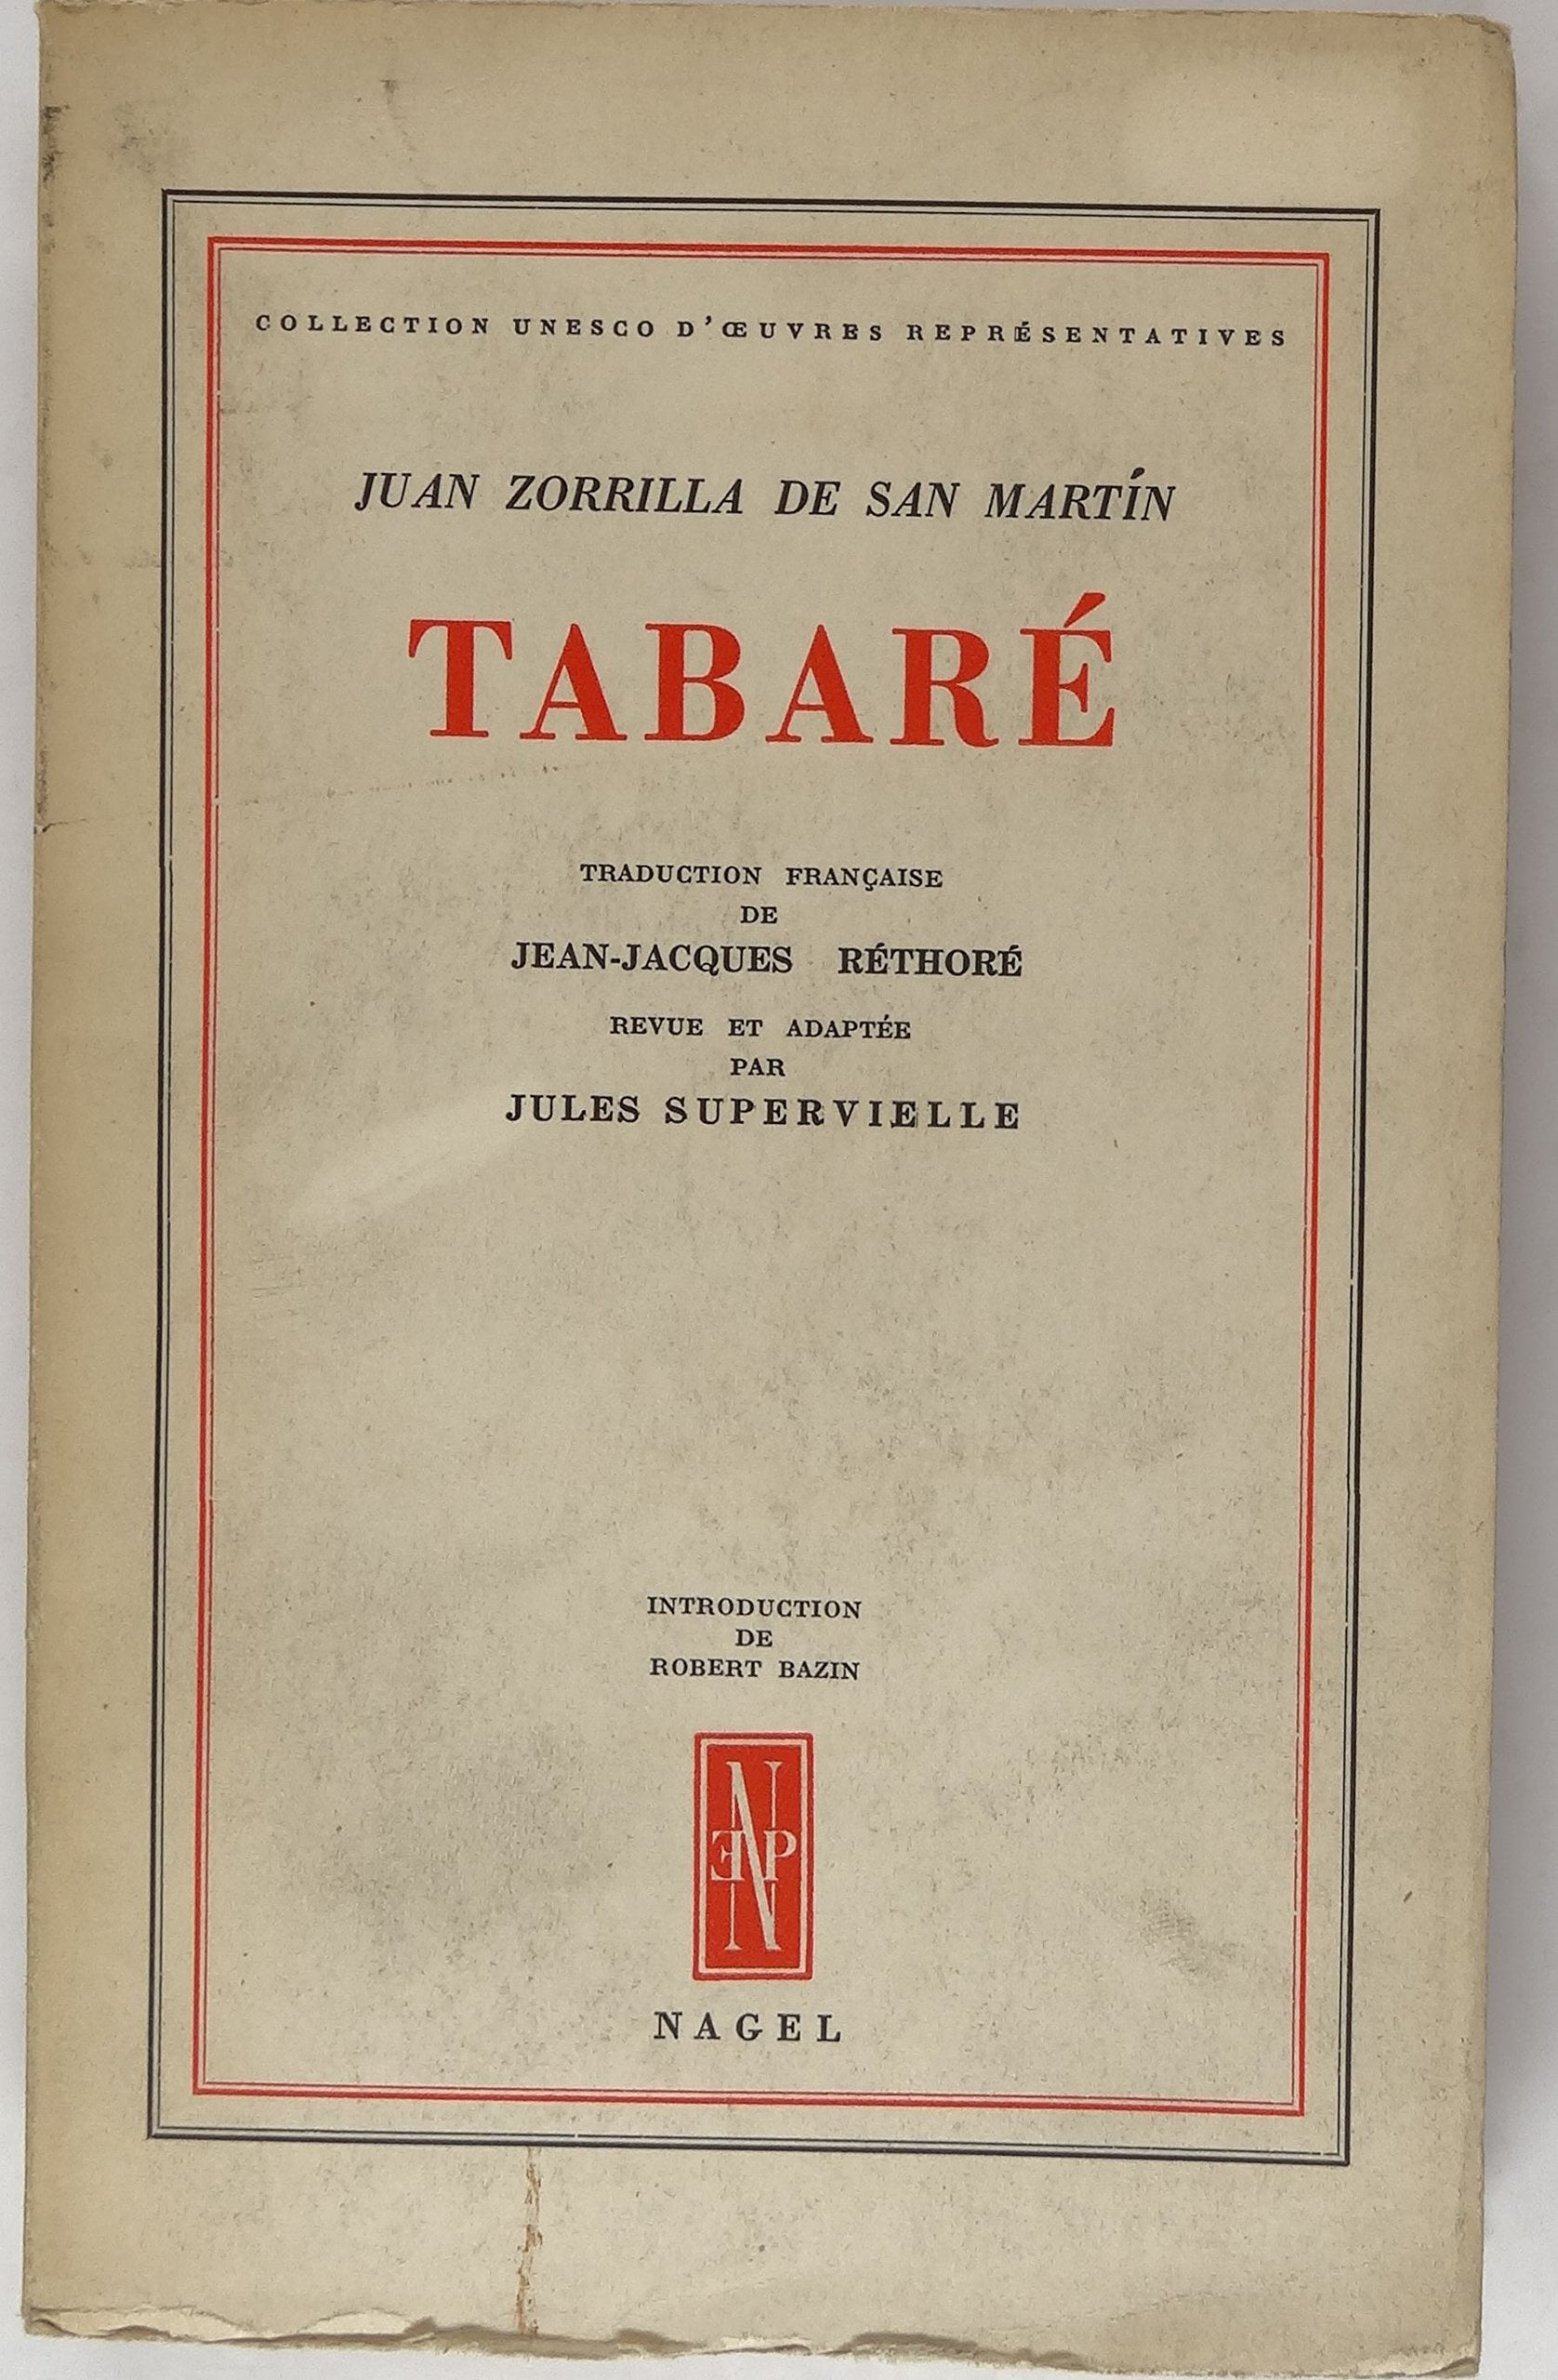 COLLECTION UNESCO D'ŒUVRES REPRÉSENTATIVES
JUAN ZORRILLA DE SAN MARTÍN
TABARÉ
TRADUCTION FRANÇAISE
DE
JEAN-JACQUES RÉTHORÉ
REVUE ET ADAPTÉE
PAR
JULES SUPERVIELLE
INTRODUCTION
DE
ROBERT BAZIN
ENP
NAGEL